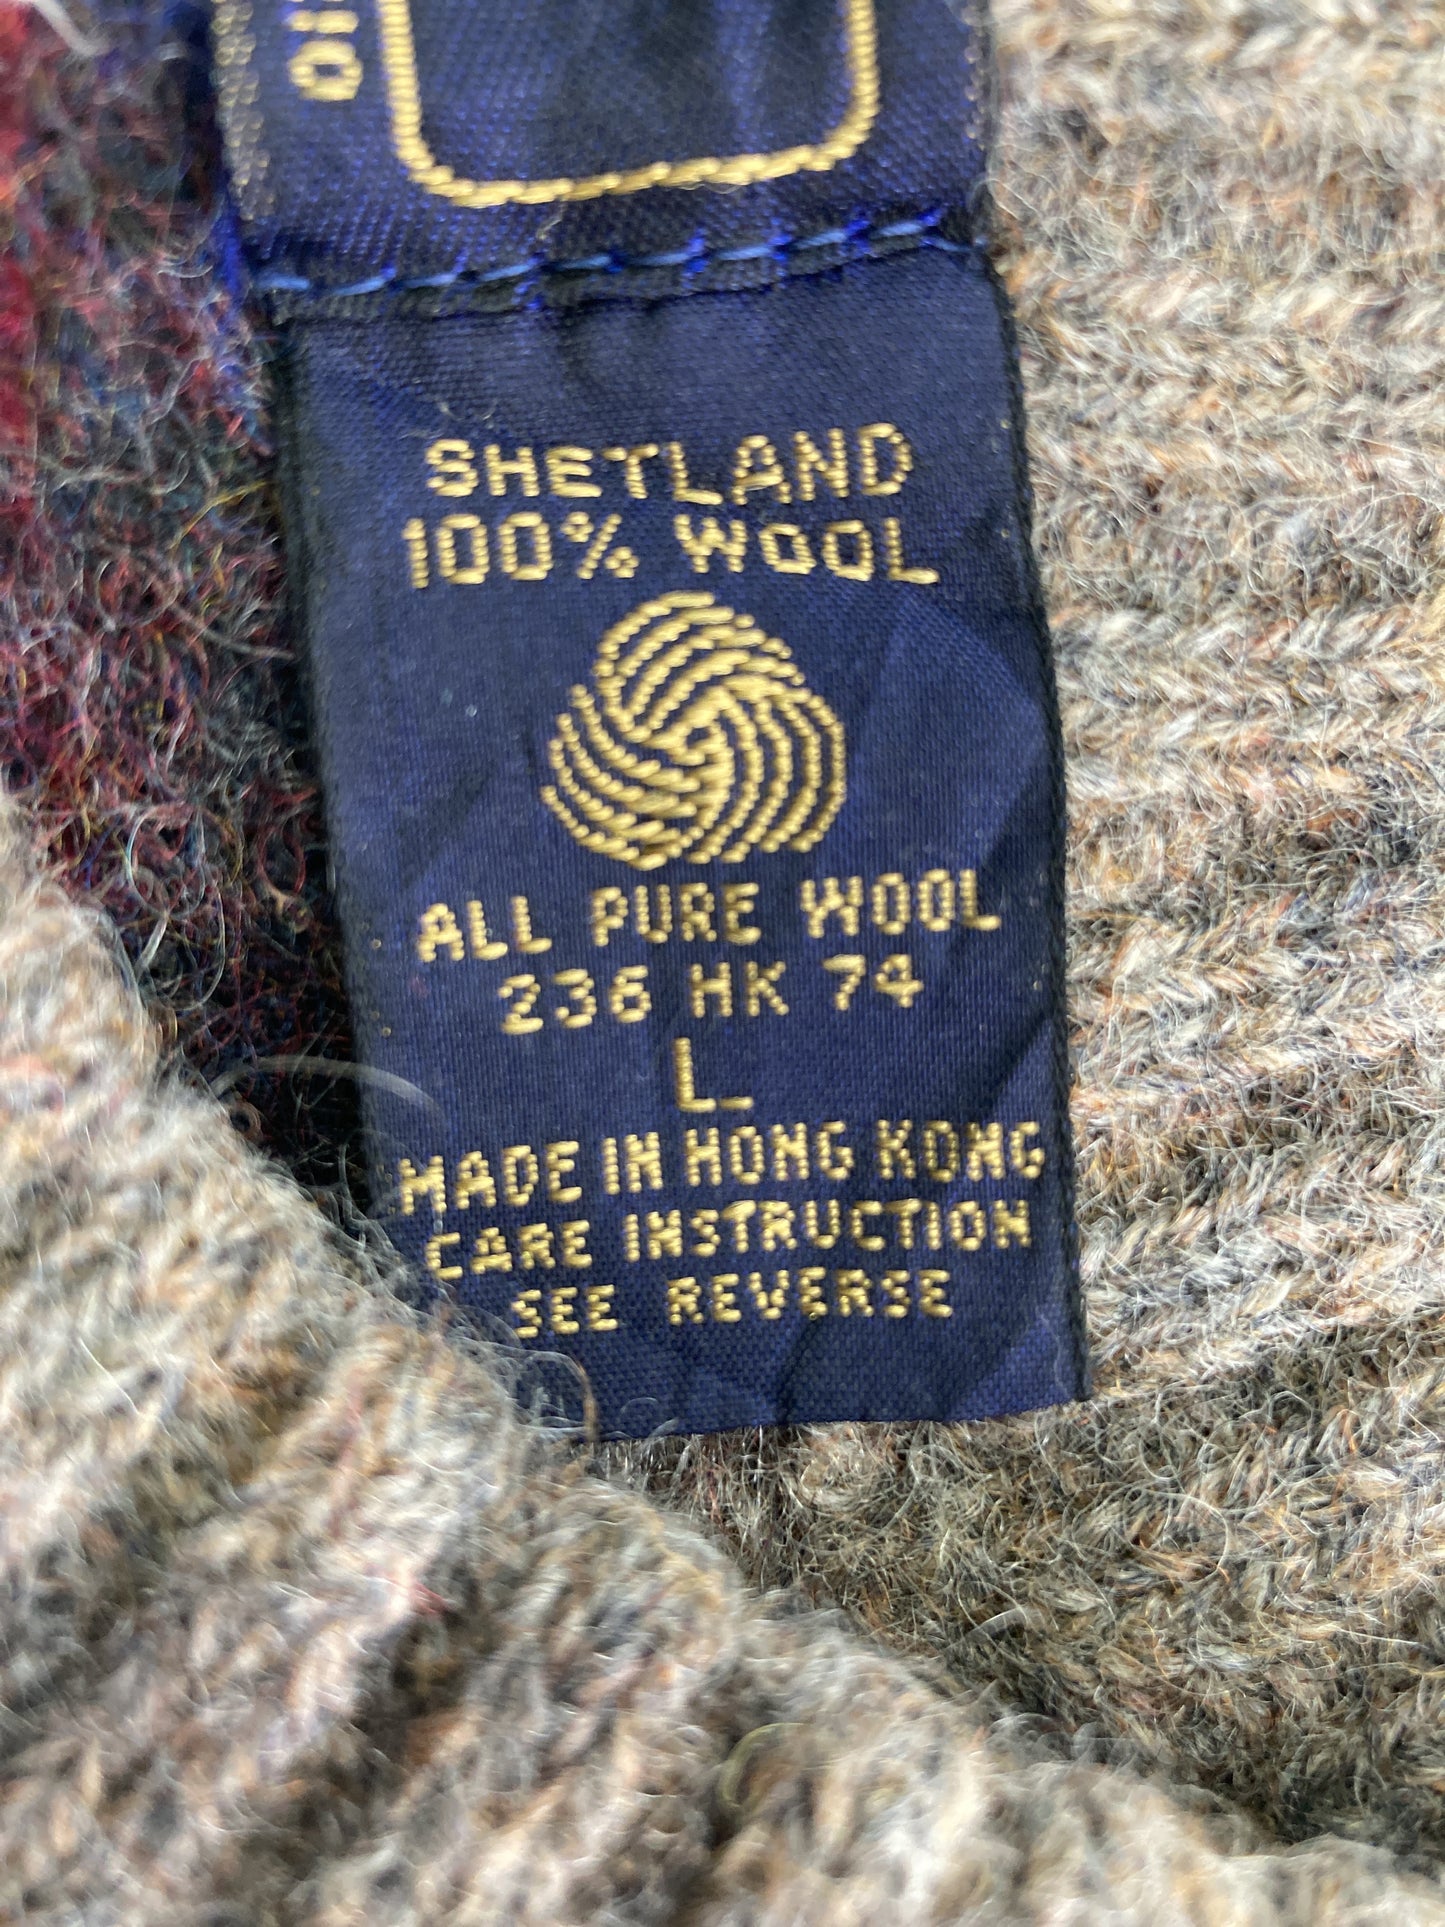 SHETLAND
100% WOOL
ALL PURE WOOL
236 HK 74
L
MADE IN HONG KONG
CARE INSTRUCTION
SEE REVERSE